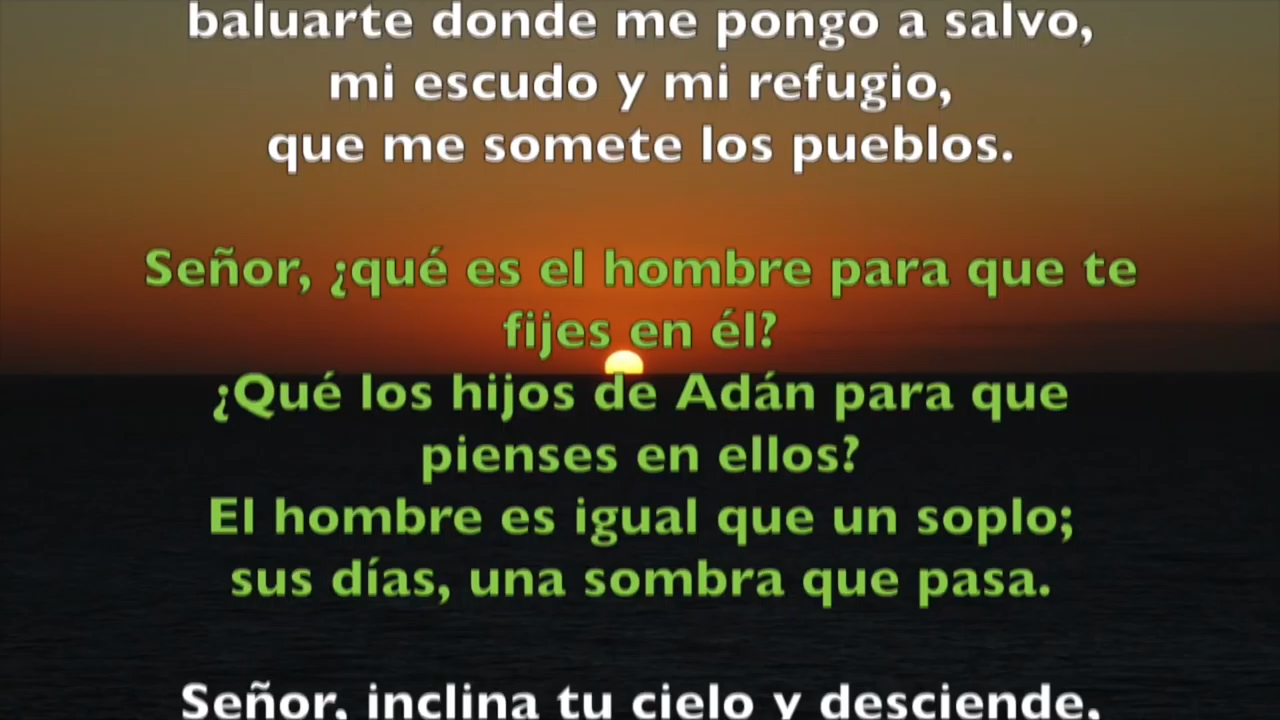 baluarte donde me pongo a salvo,
mi escudo y mi refugio,
que me somete los pueblos.
Señor, ¿qué es el hombre para que te
fijes en él?
¿Qué los hijos de Adán para que
pienses en ellos?
El hombre es igual que un soplo;
sus días, una sombra que pasa.
Señor, inclina tu cielo y desciende,